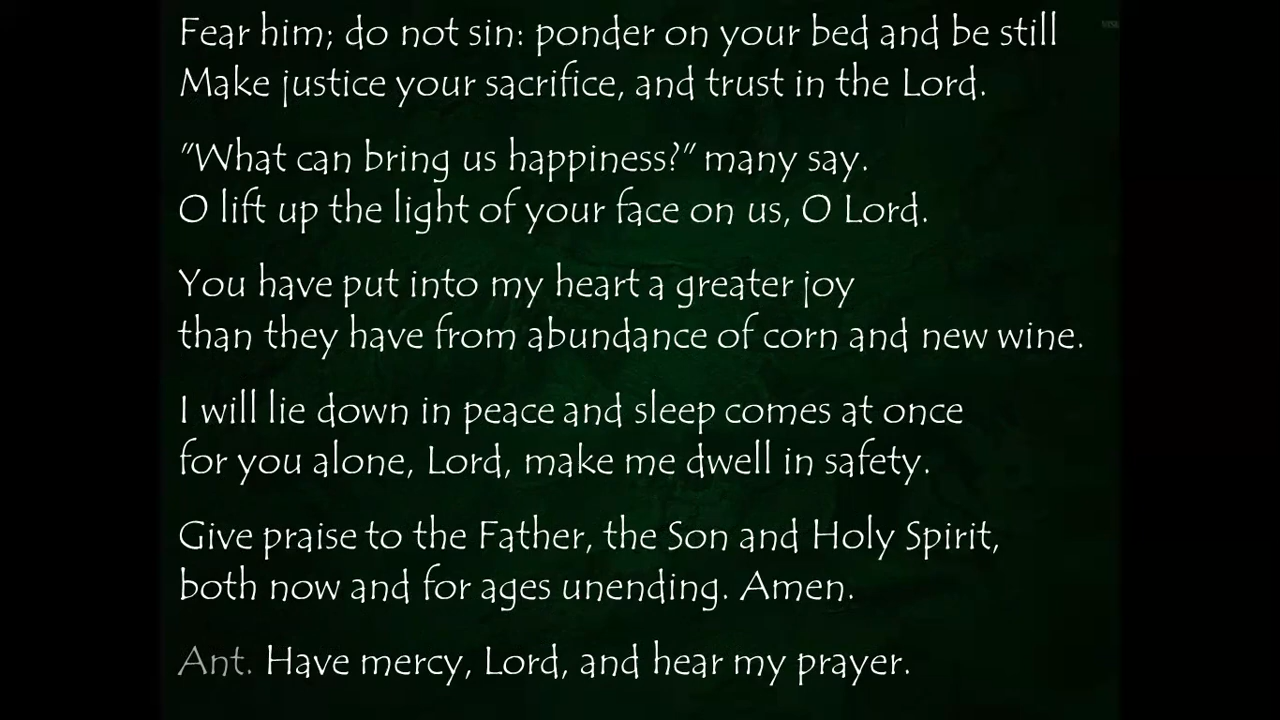 Fear him; do not sin: ponder on your bed and be still
Make justice your sacrifice, and trust in the Lord.
"What can bring us happiness?" many say.
O lift up the light of your face on us, O Lord.
You have put into my heart a greater joy
than they have from abundance of corn and new wine.
I will lie down in peace and sleep comes at once
for you alone, Lord, make me dwell in safety.
Give praise to the Father, the Son and Holy Spirit,
both now and for ages unending. Amen.
Ant. Have mercy, Lord, and hear my prayer.